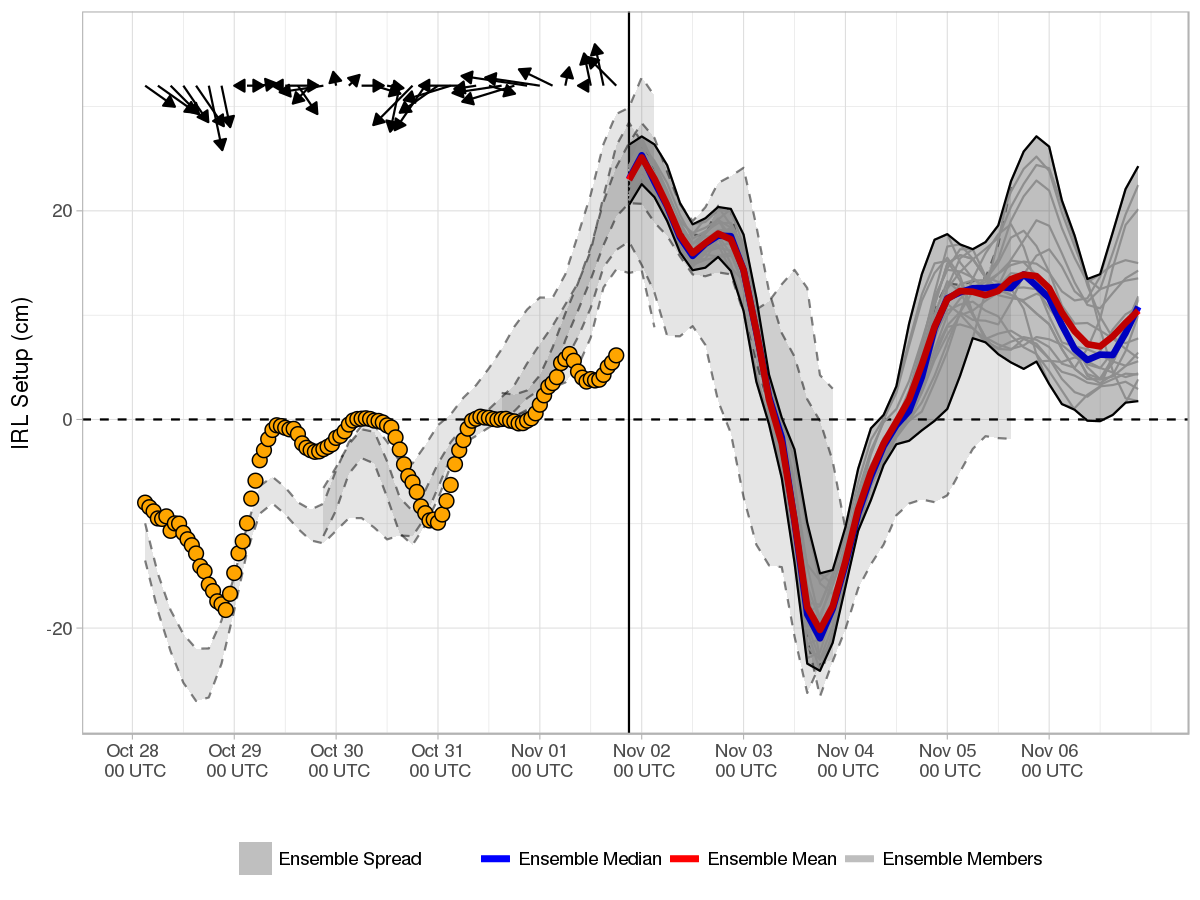 IRL Setup (cm)
20
0
-20
Oct 28 Oct 29 Oct 30 Oct 31 Nov 01 Nov 02 Nov 03 Nov 04 Nov 05 Nov 06
00 UTC 00 UTC 00 UTC 00 UTC 00 UTC 00 UTC 00 UTC 00 UTC 00 UTC 00 UTC
Ensemble Spread Ensemble Median Ensemble Mean Ensemble Members